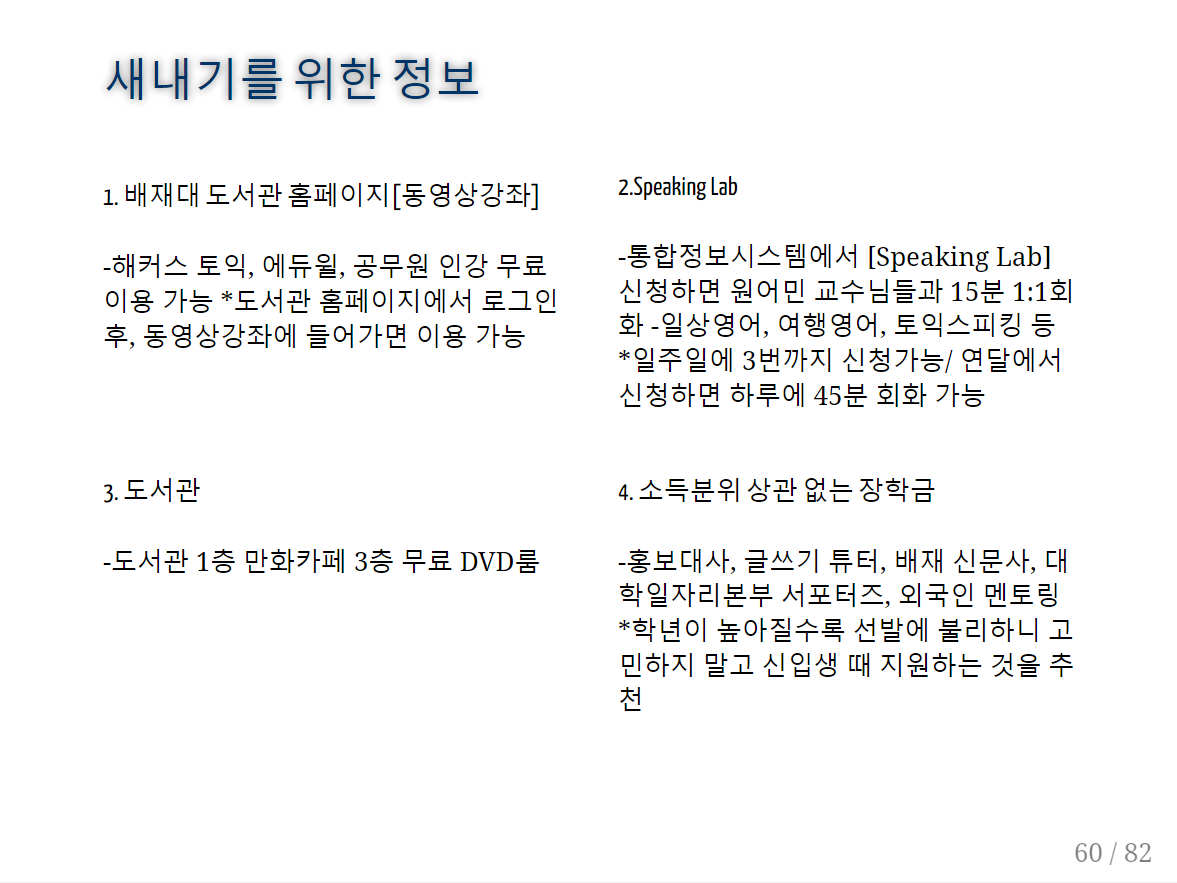 새내기를 위한 정보
1. 배재대 도서관 홈페이지[동영상강좌]
-해커스 토익, 에듀윌, 공무원 인강 무료
이용 가능 *도서관 홈페이지에서 로그인
후, 동영상강좌에 들어가면 이용 가능
2.Speaking Lab
-통합정보시스템에서 [Speaking Lab]
신청하면 원어민 교수님들과 15분 1:1회
화 -일상영어, 여행영어, 토익스피킹 등
*일주일에 3번까지 신청가능/ 연달에서
신청하면 하루에 45분 회화 가능
3. 도서관
-도서관 1층 만화카페 3층 무료 DVD룸
4. 소득분위 상관 없는 장학금
-홍보대사, 글쓰기 튜터, 배재 신문사, 대
학일자리본부 서포터즈, 외국인 멘토링
*학년이 높아질수록 선발에 불리하니 고
민하지 말고 신입생 때 지원하는 것을 추
천
60 / 82